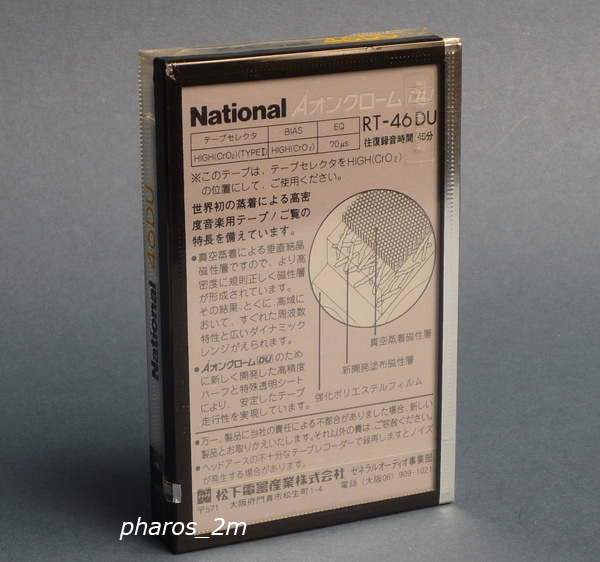 46DU
National Åオングローム DU
RT-46DU
テープセレクタ BIAS EQ
HIGH(CrO₂)(TYPEⅡ) HIGH(CrO₂) 70μs
往復録音時間 46分
※このテープは、テープセレクタをHIGH(CrO₂)
の位置にして、ご使用ください。
世界初の蒸着による高密
度音楽用テープ！ご覧の
特長を備えています。
●真空蒸着による垂直結晶
磁性層ですので、より高
密度に規則正しく磁性層
が形成されています。
その結果、とくに、高域に
おいて、すぐれた周波数
特性と広いダイナミック
レンジがえられます。
●Åオングローム DU のため
に新しく開発した高精度
ハーフと特殊透明シート
により、安定したテープ
走行性を実現しています。
真空蒸着磁性層
新開発塗布磁性層
強化ポリエステルフィルム
●万一、製品に当社の責任による不都合がありました場合、新しい
製品とお取りかえいたします。それ以外の責は、ご容赦ください。
●ヘッドアースの不十分なテープレコーダーで録再しますとノイズ
が発生する場合があります。
松下電器産業株式会社 ゼネラルオーディオ事業部
〒571 大阪府門真市松生町1-4 電話(大阪06)909-1021
National 46DU
pharos_2m